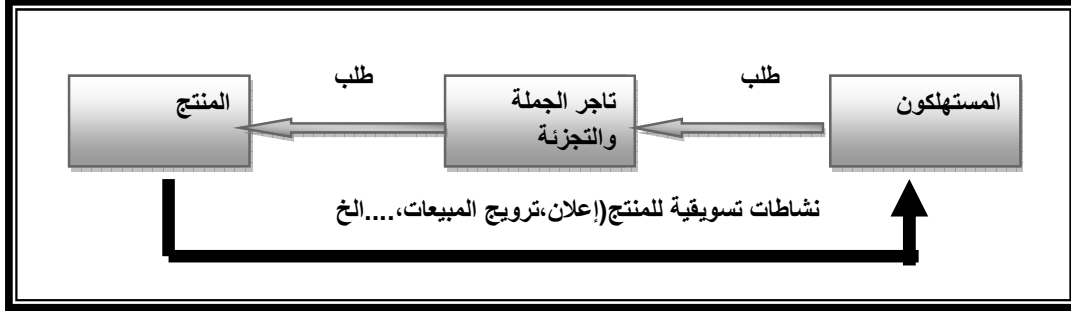 طلب
طلب
المستهلكون
تاجر الجملة
والتجزئة
المنتج
نشاطات تسويقية للمنتج(إعلان،ترويج المبيعات،....الخ